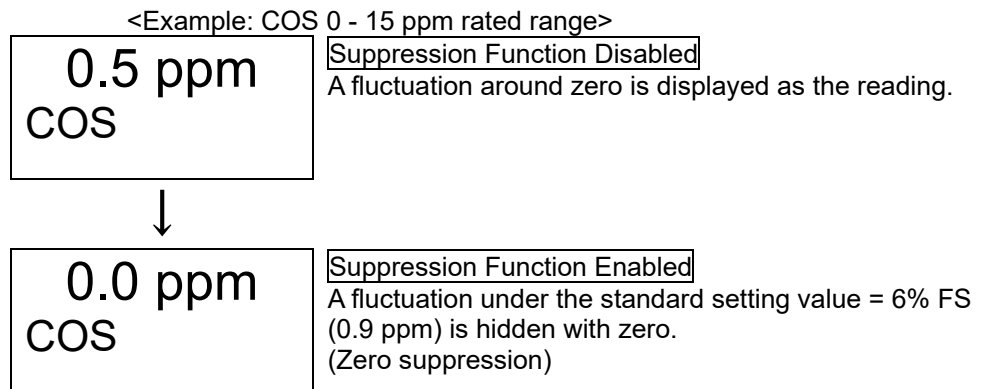 <Example: COS 0 - 15 ppm rated range>
0.5 ppm
COS
Suppression Function Disabled
A fluctuation around zero is displayed as the reading.
↓
0.0 ppm
COS
Suppression Function Enabled
A fluctuation under the standard setting value = 6% FS
(0.9 ppm) is hidden with zero.
(Zero suppression)